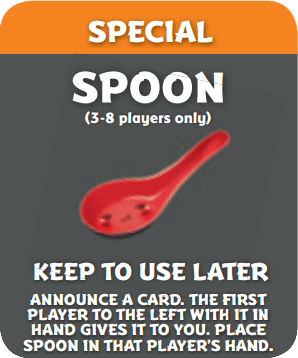 SPECIAL
SPOON
(3-8 players only)
KEEP TO USE LATER
ANNOUNCE A CARD. THE FIRST
PLAYER TO THE LEFT WITH IT IN
HAND GIVES IT TO YOU. PLACE
SPOON IN THAT PLAYER'S HAND.